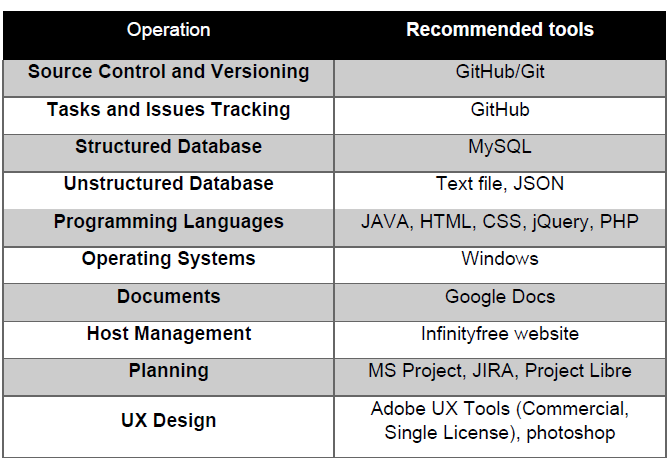 Operation Recommended tools
Source Control and Versioning GitHub/Git
Tasks and Issues Tracking GitHub
Structured Database MySQL
Unstructured Database Text file, JSON
Programming Languages JAVA, HTML, CSS, jQuery, PHP
Operating Systems Windows
Documents Google Docs
Host Management Infinityfree website
Planning MS Project, JIRA, Project Libre
UX Design Adobe UX Tools (Commercial,
Single License), photoshop